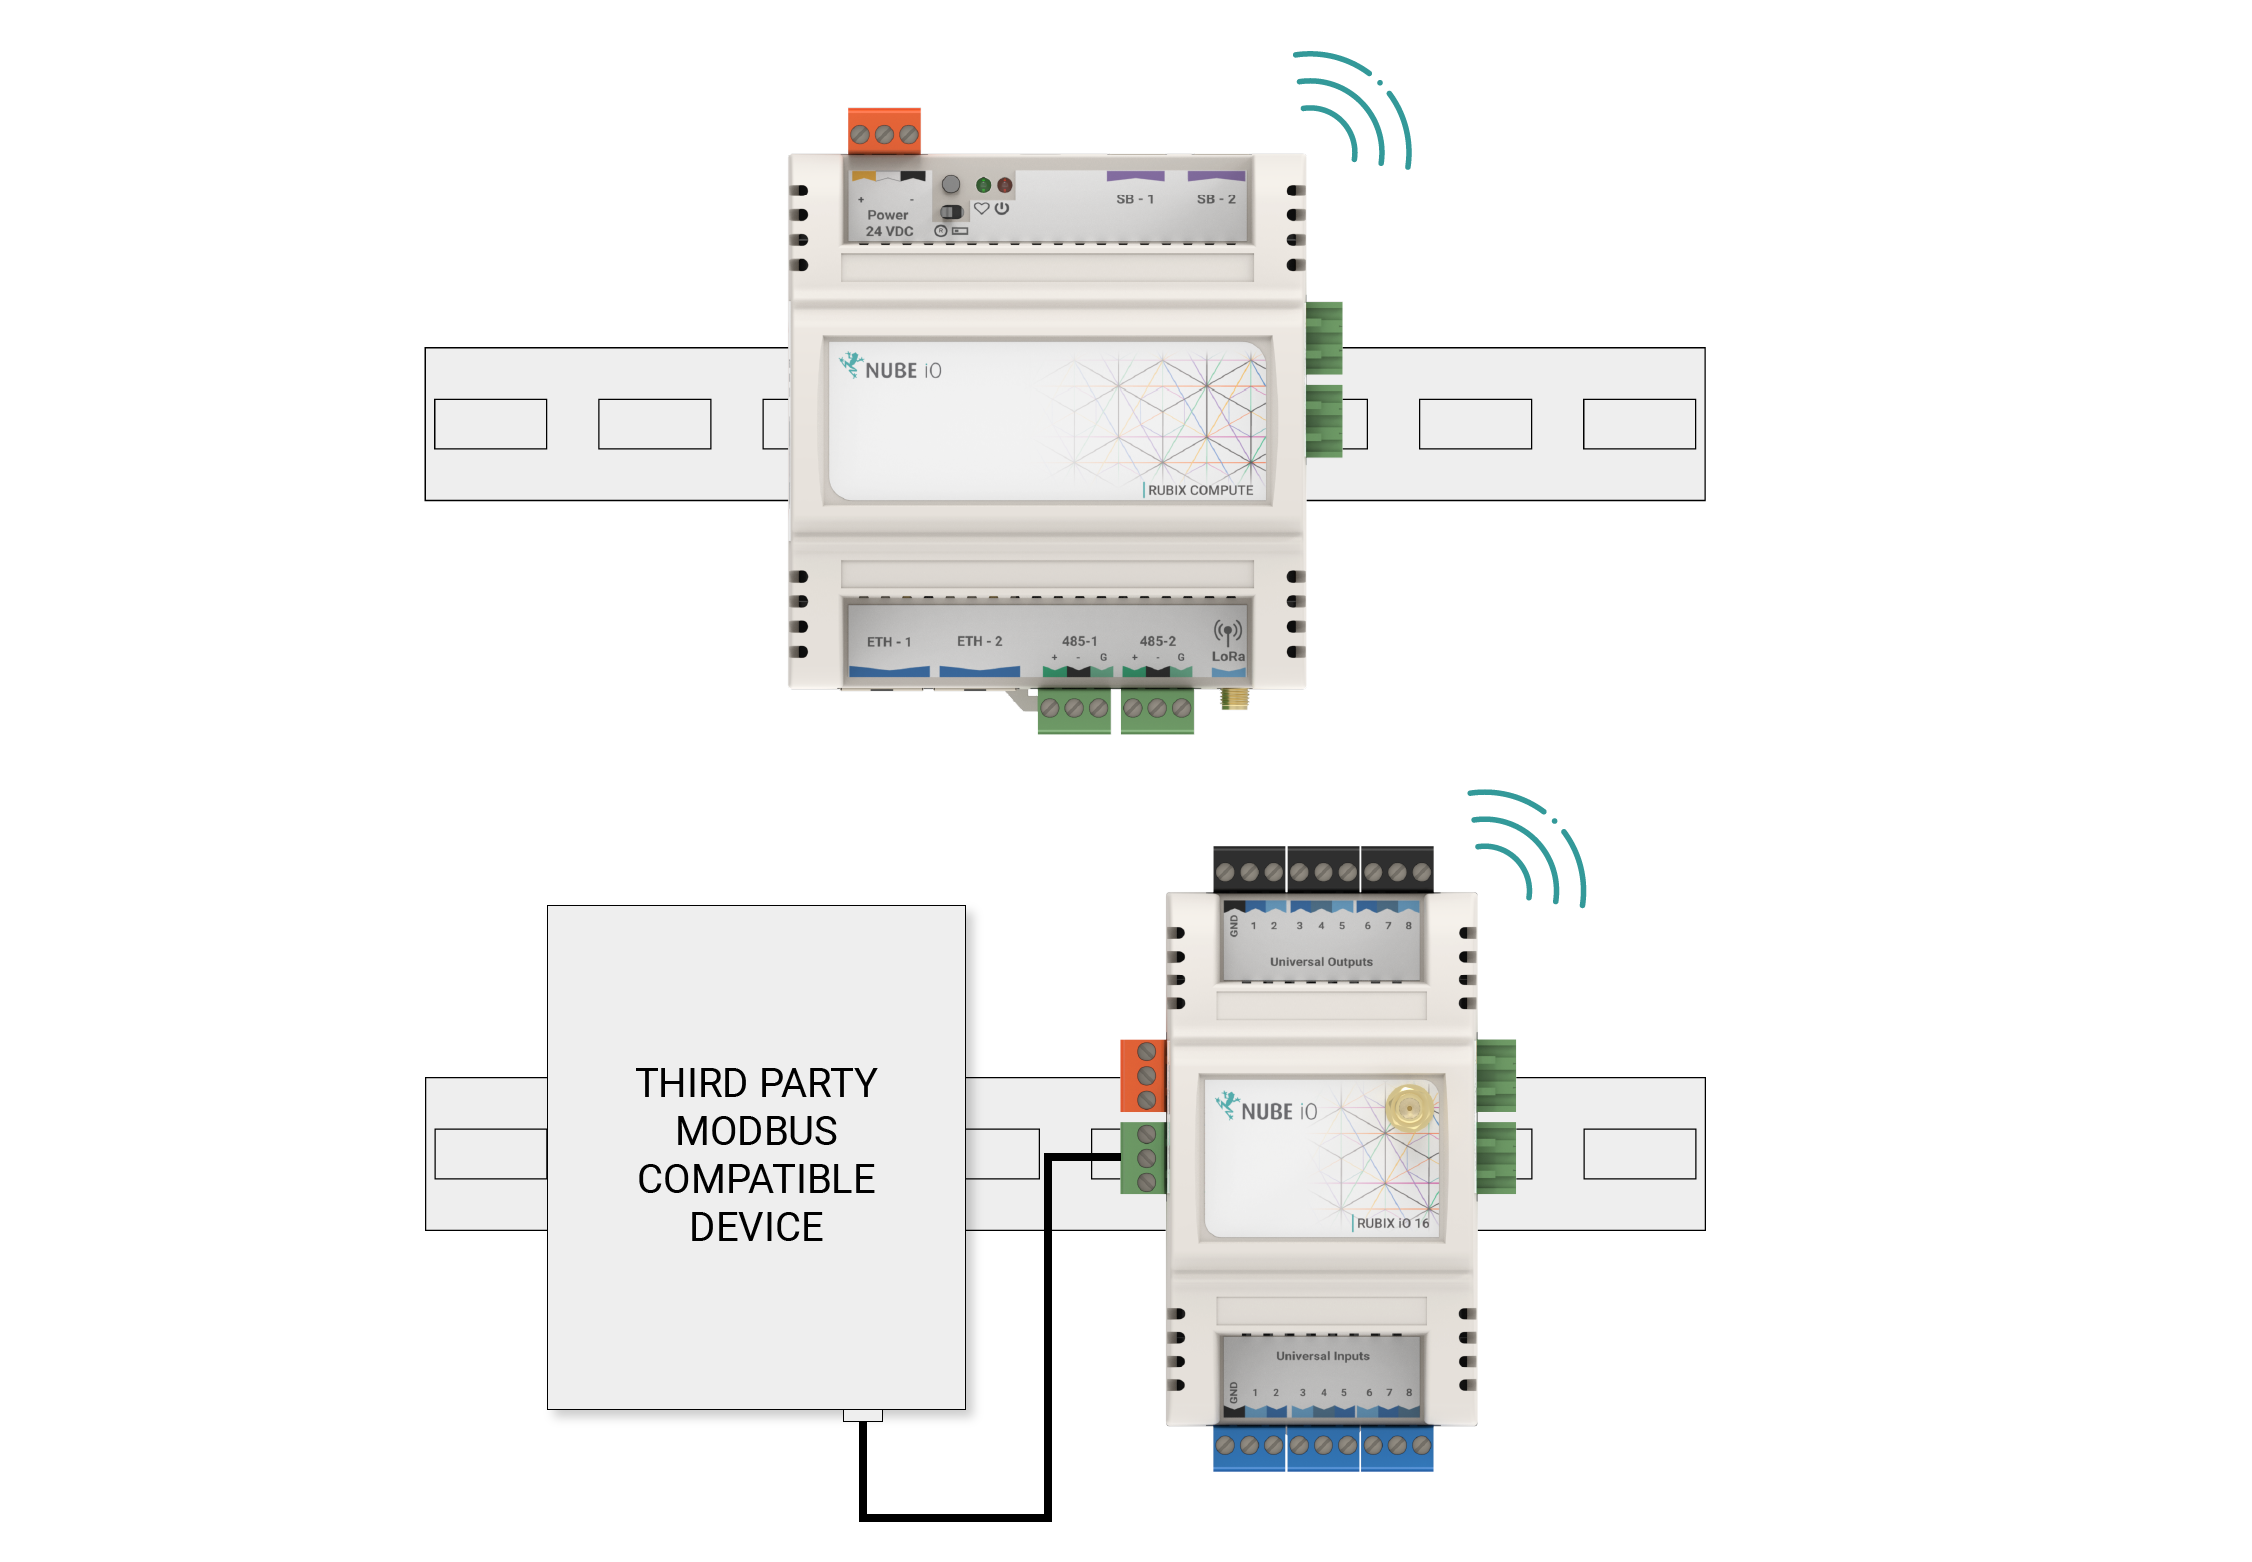 + -
Power
24 VDC
R
SB - 1 SB - 2
NUBE iO
RUBIX COMPUTE
ETH - 1 ETH - 2 485-1 485-2 LoRa
+ - G + - G
GND 1 2 3 4 5 6 7 8
Universal Outputs
THIRD PARTY
MODBUS
COMPATIBLE
DEVICE
NUBE iO
RUBIX iO 16
Universal Inputs
GND 1 2 3 4 5 6 7 8